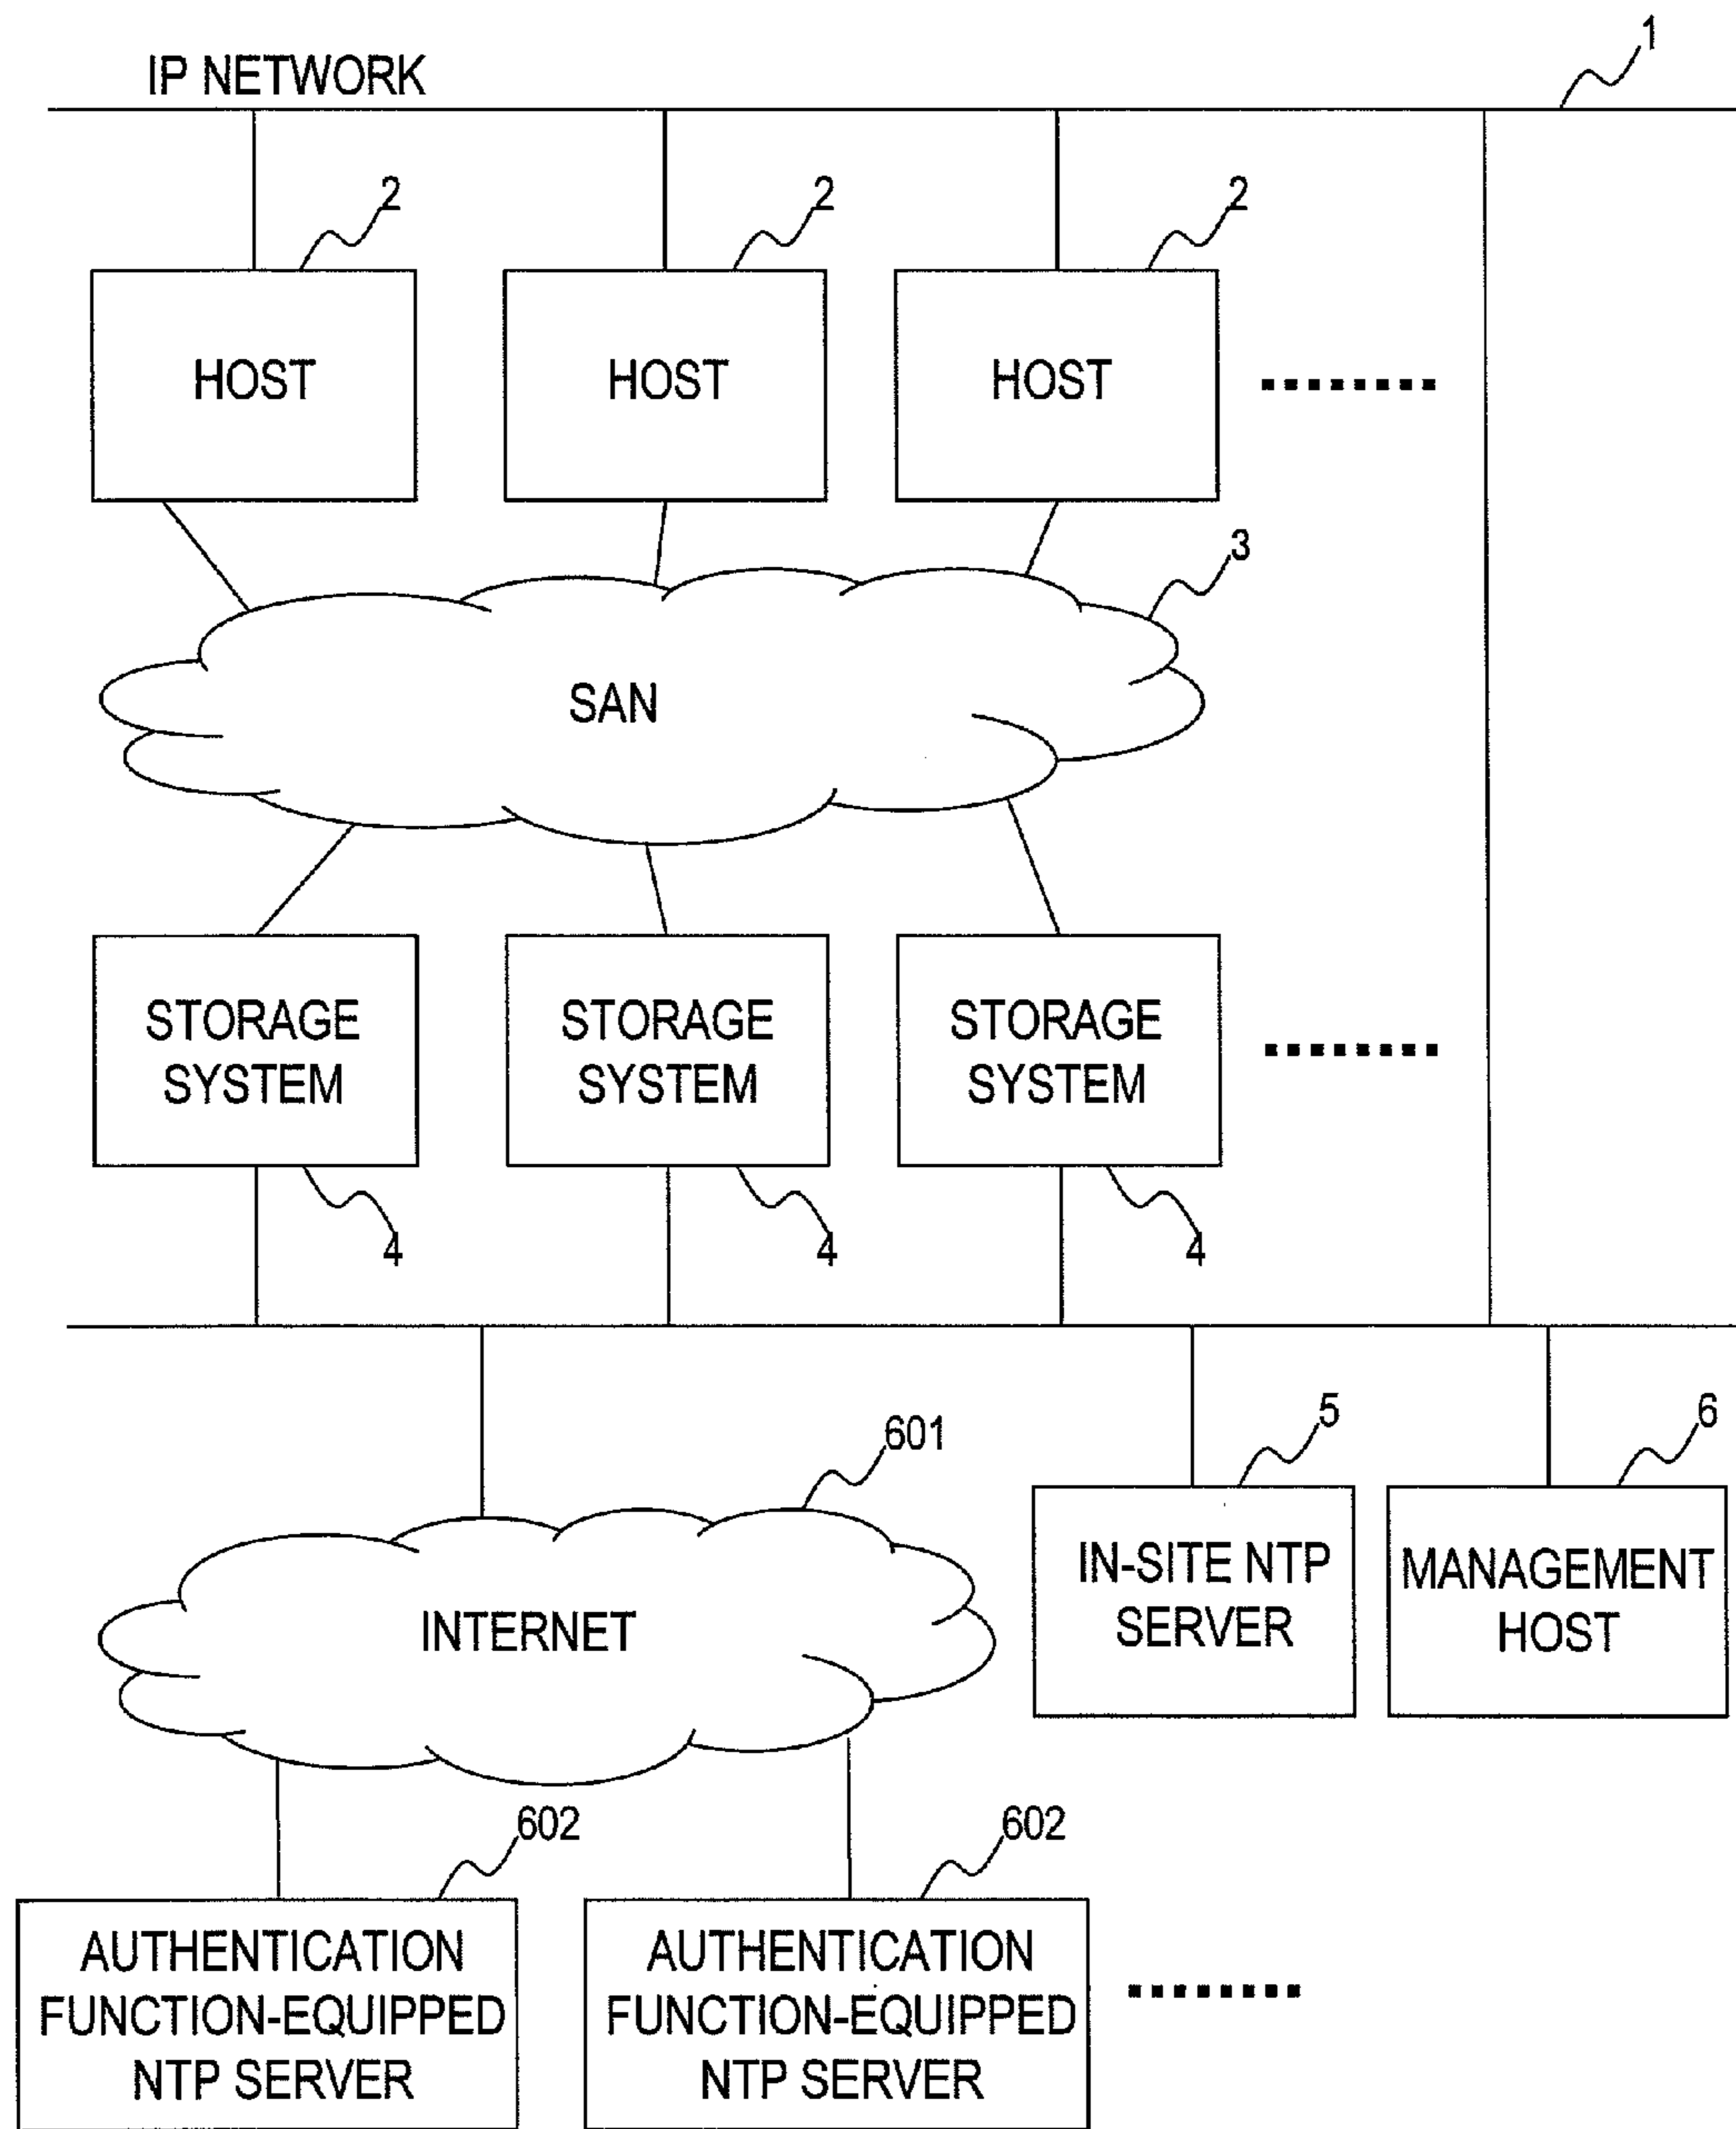 1
IP NETWORK
2
2
2
HOST
HOST
HOST
3
SAN
STORAGE
SYSTEM
STORAGE
SYSTEM
STORAGE
SYSTEM
4
4
4
601
5
6
INTERNET
IN-SITE NTP
SERVER
MANAGEMENT
HOST
602
602
AUTHENTICATION
FUNCTION-EQUIPPED
NTP SERVER
AUTHENTICATION
FUNCTION-EQUIPPED
NTP SERVER